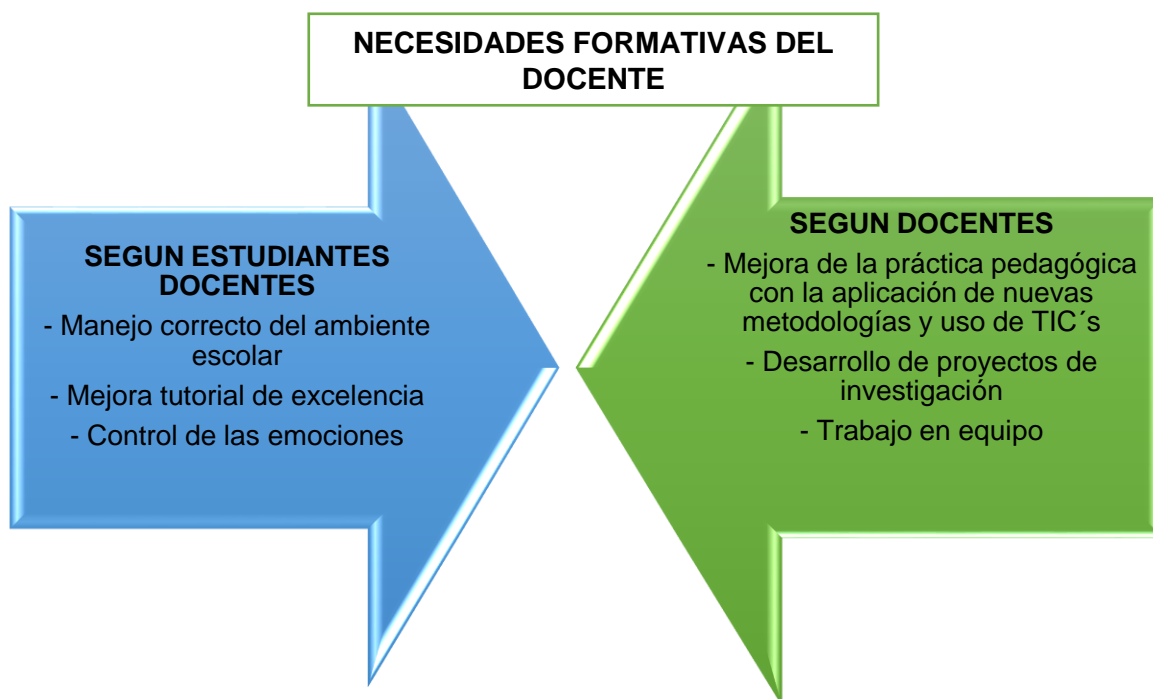 NECESIDADES FORMATIVAS DEL
DOCENTE
SEGUN ESTUDIANTES
DOCENTES
- Manejo correcto del ambiente
escolar
- Mejora tutorial de excelencia
- Control de las emociones
SEGUN DOCENTES
- Mejora de la práctica pedagógica
con la aplicación de nuevas
metodologías y uso de TIC´s
- Desarrollo de proyectos de
investigación
- Trabajo en equipo